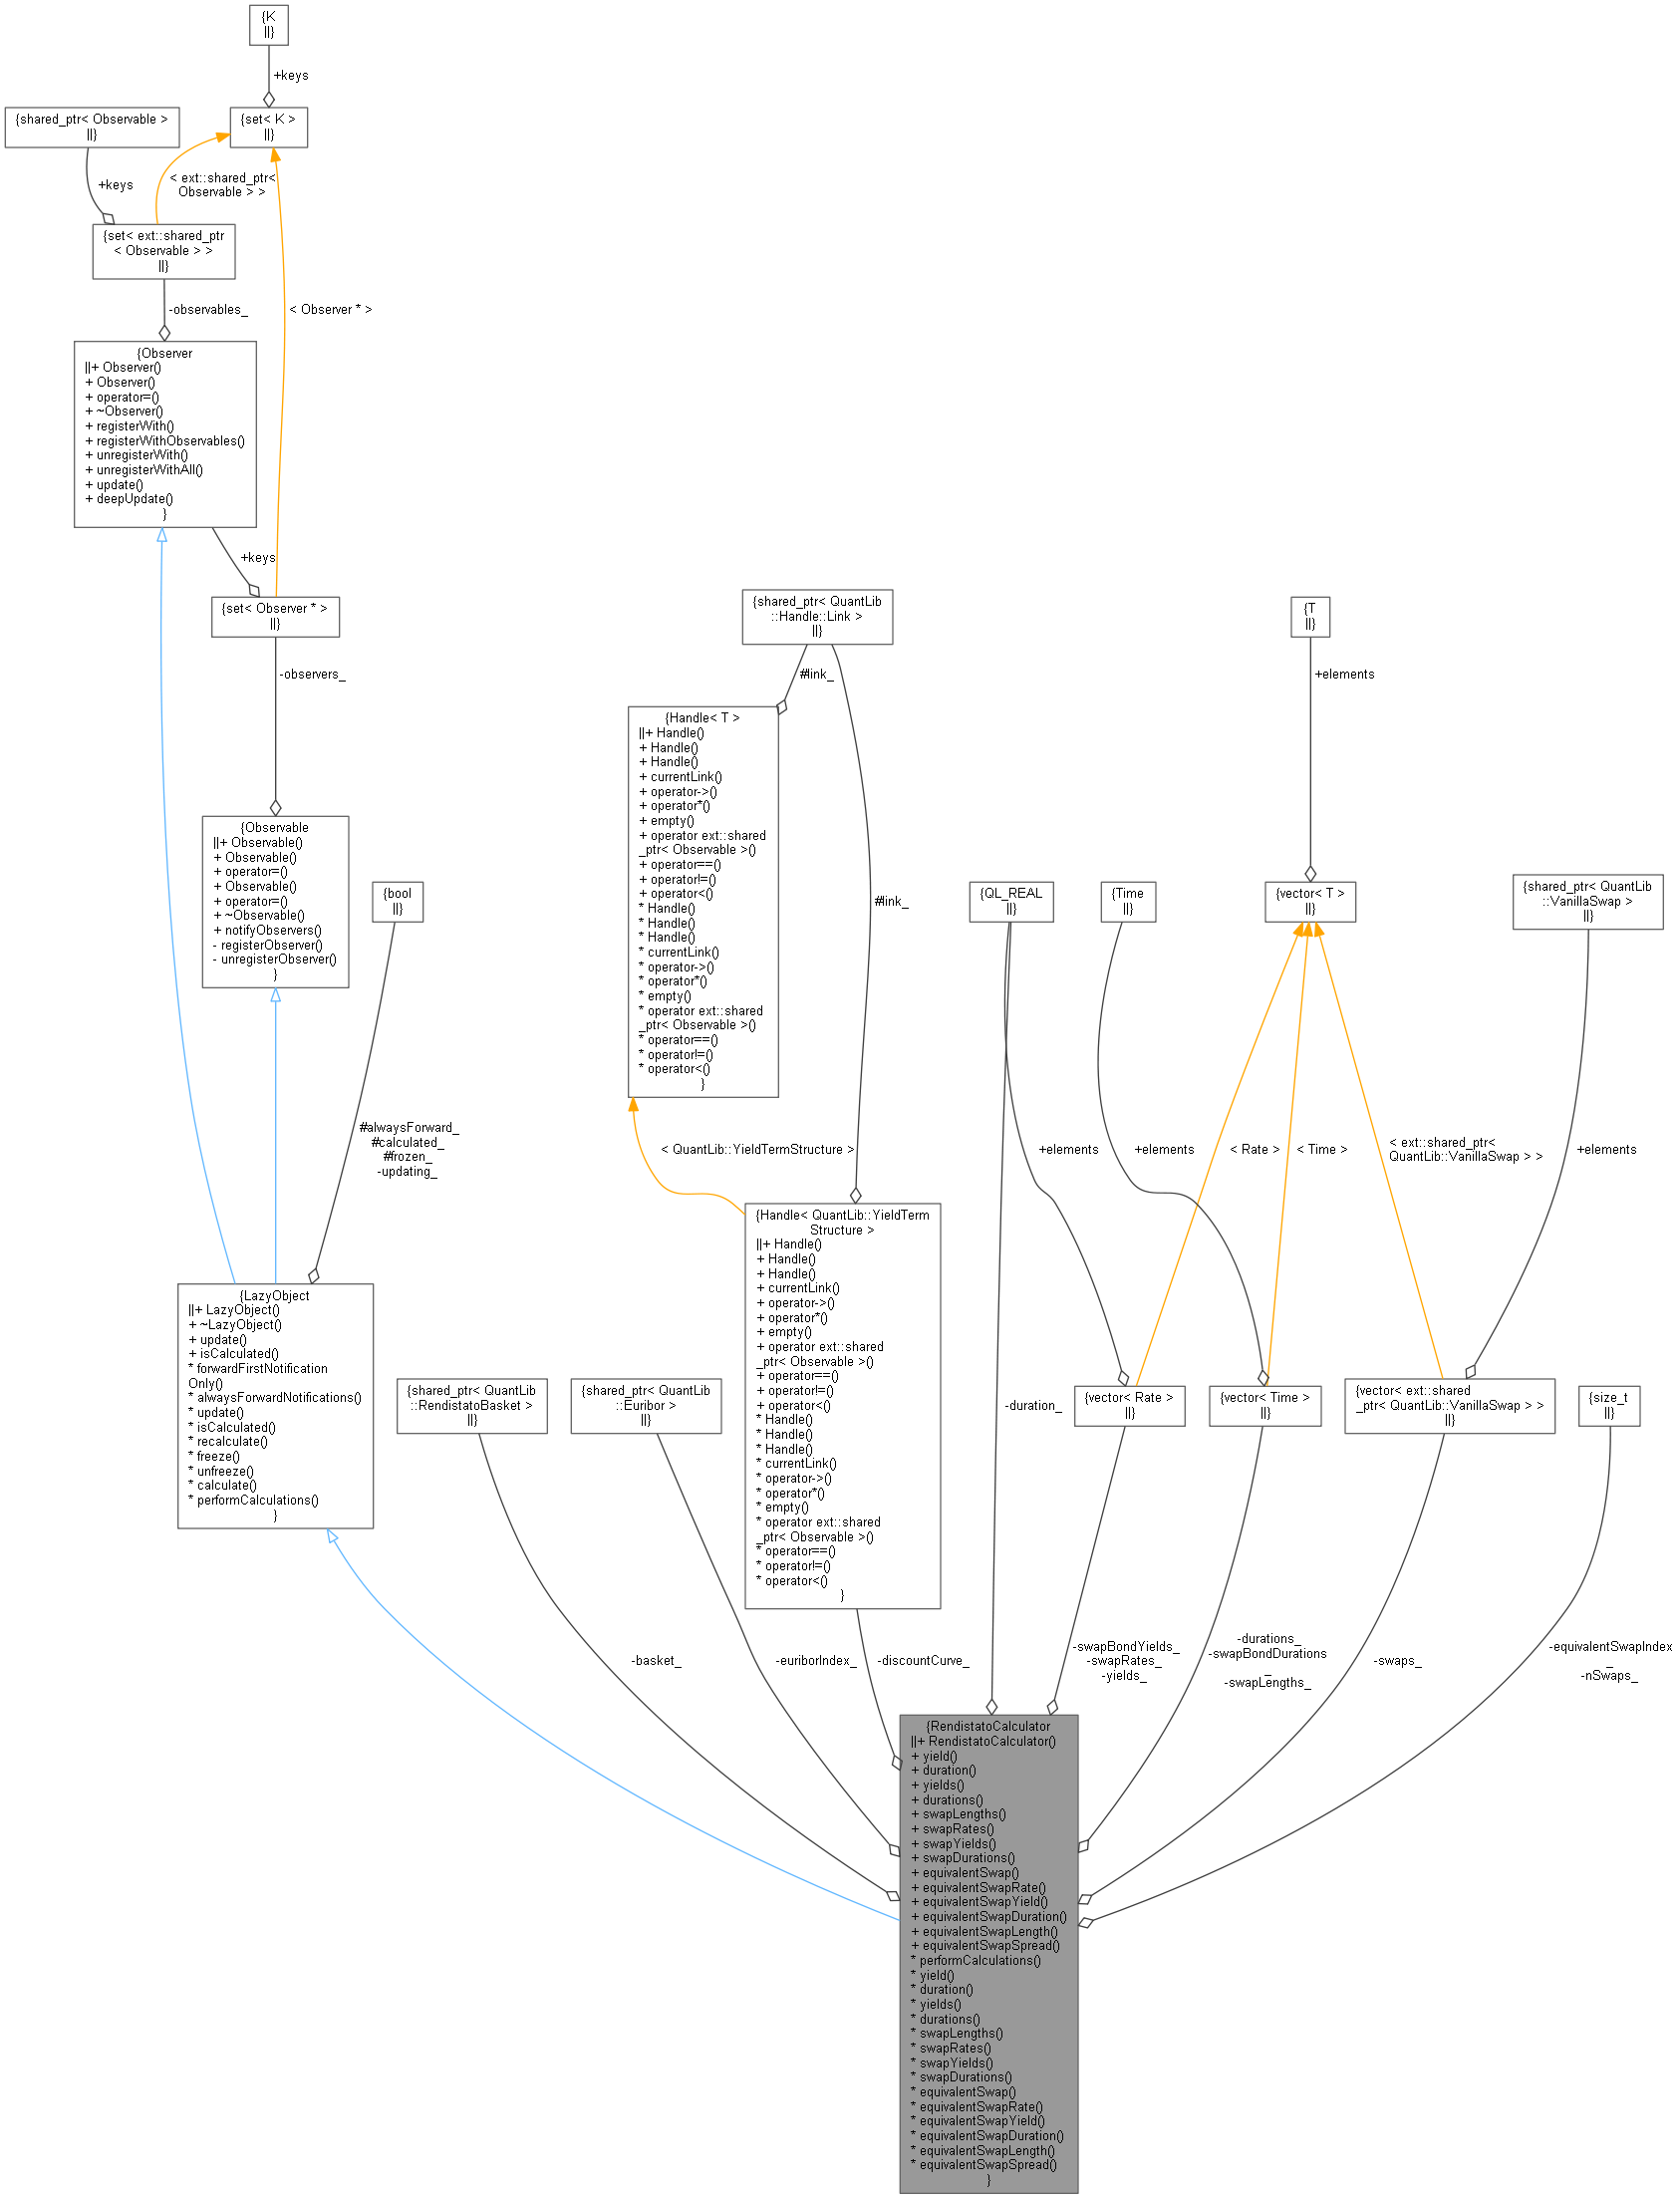 {K
||}
+keys
{shared_ptr< Observable >
||}
{set< K >
||}
+keys
< ext::shared_ptr<
Observable > >
{set< ext::shared_ptr
< Observable > >
||}
-observables_
< Observer * >
{Observer
||+ Observer()
+ Observer()
+ operator=()
+ ~Observer()
+ registerWith()
+ registerWithObservables()
+ unregisterWith()
+ unregisterWithAll()
+ update()
+ deepUpdate()
}
+keys
{set< Observer * >
||}
-observers_
{shared_ptr< QuantLib
::Handle::Link >
||}
#link_
{T
||}
+elements
{Handle< T >
||+ Handle()
+ Handle()
+ Handle()
+ currentLink()
+ operator->()
+ operator*()
+ empty()
+ operator ext::shared
_ptr< Observable >()
+ operator==()
+ operator!=()
+ operator<()
* Handle()
* Handle()
* Handle()
* currentLink()
* operator->()
* operator*()
* empty()
* operator ext::shared
_ptr< Observable >()
* operator==()
* operator!=()
* operator<()
}
#link_
{Observable
||+ Observable()
+ Observable()
+ operator=()
+ Observable()
+ operator=()
+ ~Observable()
+ notifyObservers()
- registerObserver()
- unregisterObserver()
}
{bool
||}
{QL_REAL
||}
{Time
||}
{vector< T >
||}
{shared_ptr< QuantLib
::VanillaSwap >
||}
#alwaysForward_
#calculated_
#frozen_
-updating_
< QuantLib::YieldTermStructure >
+elements
+elements
< Rate >
< Time >
< ext::shared_ptr<
QuantLib::VanillaSwap > >
+elements
{LazyObject
||+ LazyObject()
+ ~LazyObject()
+ update()
+ isCalculated()
* forwardFirstNotification
Only()
* alwaysForwardNotifications()
* update()
* isCalculated()
* recalculate()
* freeze()
* unfreeze()
* calculate()
* performCalculations()
}
{shared_ptr< QuantLib
::RendistatoBasket >
||}
{shared_ptr< QuantLib
::Euribor >
||}
{Handle< QuantLib::YieldTerm
Structure >
||+ Handle()
+ Handle()
+ Handle()
+ currentLink()
+ operator->()
+ operator*()
+ empty()
+ operator ext::shared
_ptr< Observable >()
+ operator==()
+ operator!=()
+ operator<()
* Handle()
* Handle()
* Handle()
* currentLink()
* operator->()
* operator*()
* empty()
* operator ext::shared
_ptr< Observable >()
* operator==()
* operator!=()
* operator<()
}
-duration_
{vector< Rate >
||}
{vector< Time >
||}
{vector< ext::shared
_ptr< QuantLib::VanillaSwap > >
||}
{size_t
||}
-basket_
-euriborIndex_
-discountCurve_
-swapBondYields_
-swapRates_
-yields_
-durations_
-swapBondDurations
_
-swapLengths_
-swaps_
-equivalentSwapIndex
_
-nSwaps_
{RendistatoCalculator
||+ RendistatoCalculator()
+ yield()
+ duration()
+ yields()
+ durations()
+ swapLengths()
+ swapRates()
+ swapYields()
+ swapDurations()
+ equivalentSwap()
+ equivalentSwapRate()
+ equivalentSwapYield()
+ equivalentSwapDuration()
+ equivalentSwapLength()
+ equivalentSwapSpread()
* performCalculations()
* yield()
* duration()
* yields()
* durations()
* swapLengths()
* swapRates()
* swapYields()
* swapDurations()
* equivalentSwap()
* equivalentSwapRate()
* equivalentSwapYield()
* equivalentSwapDuration()
* equivalentSwapLength()
* equivalentSwapSpread()
}